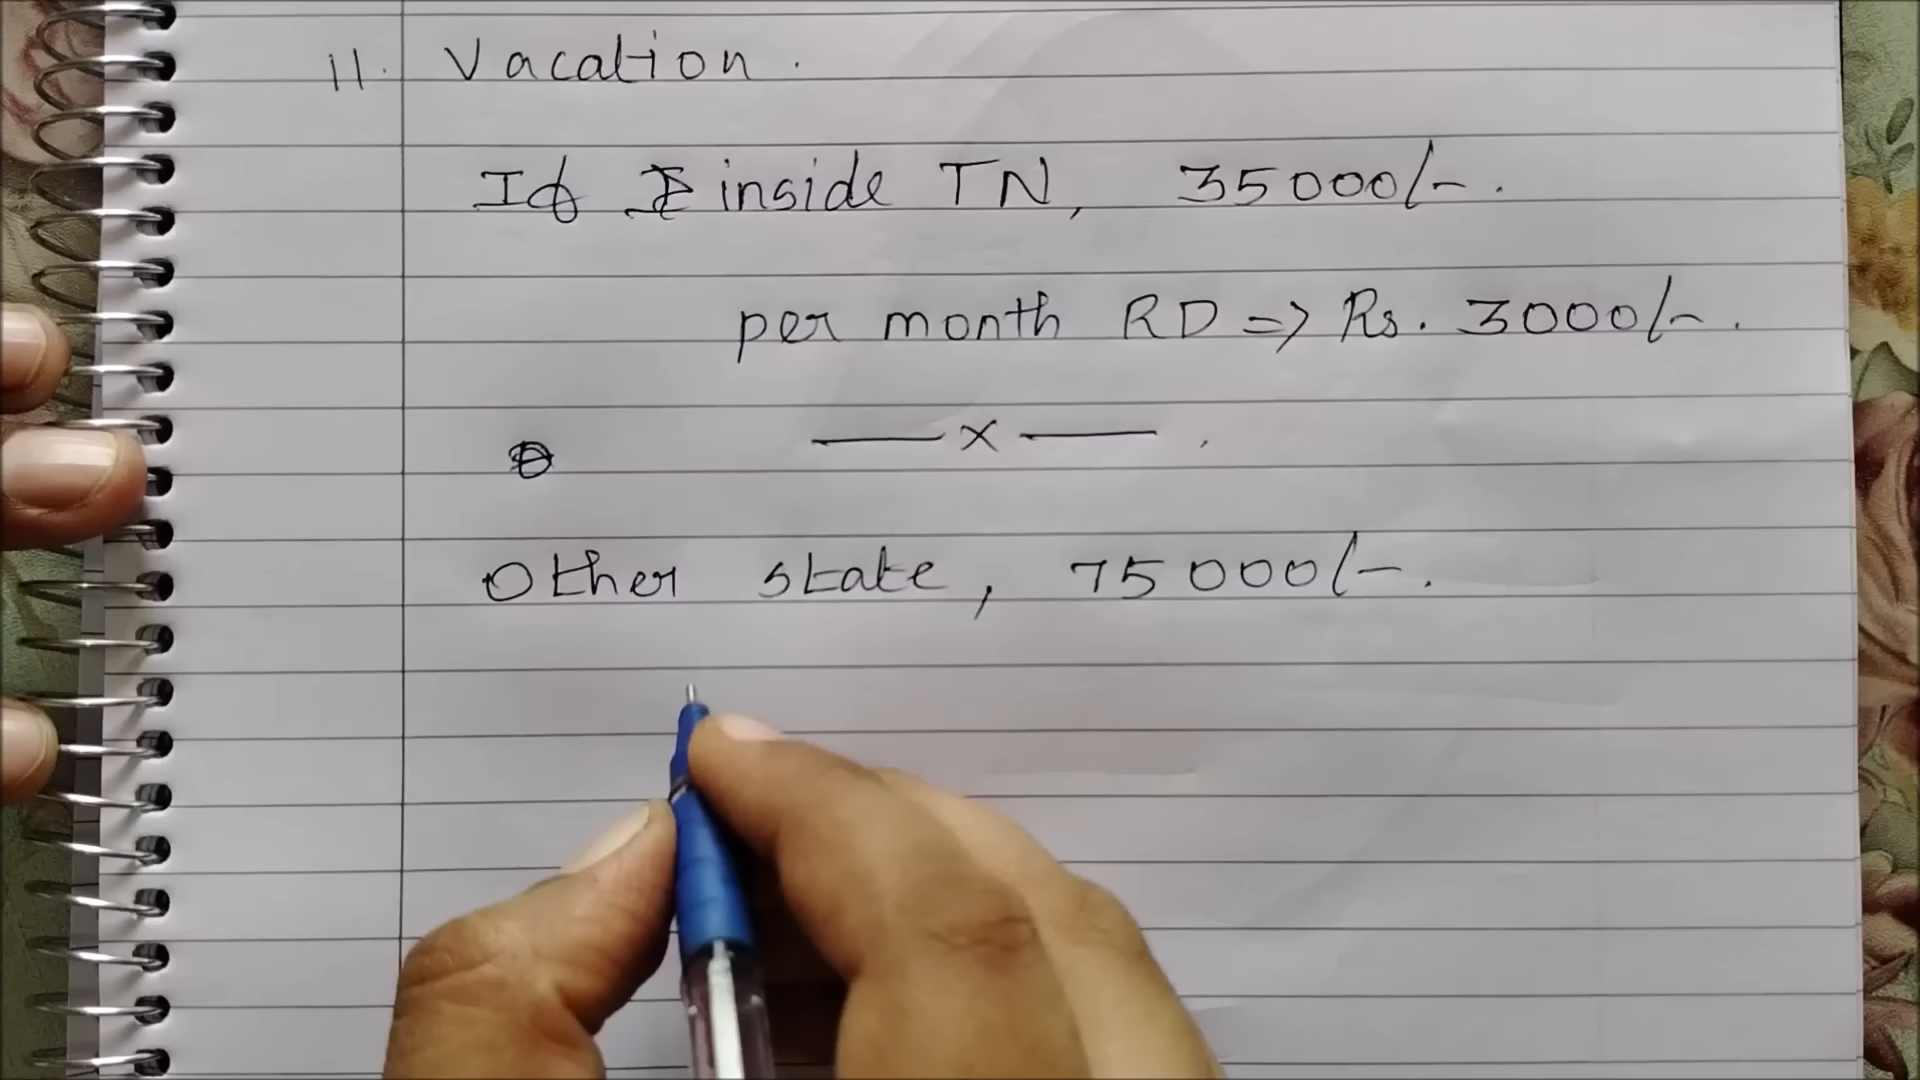 11. Vacation.
If inside TN, 35000/-.
per month RD => Rs. 3000/-.
— x —.
Other state, 75000/-.